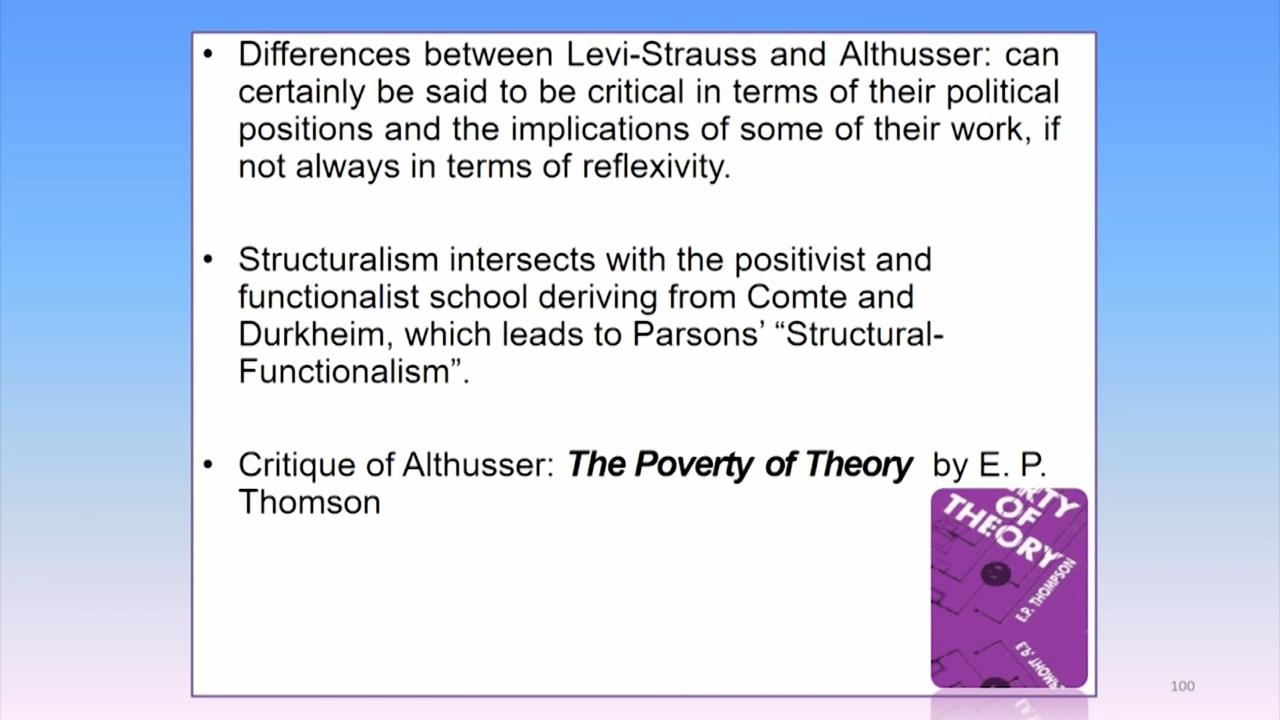 • Differences between Levi-Strauss and Althusser: can
certainly be said to be critical in terms of their political
positions and the implications of some of their work, if
not always in terms of reflexivity.
• Structuralism intersects with the positivist and
functionalist school deriving from Comte and
Durkheim, which leads to Parsons’ “Structural-
Functionalism”.
• Critique of Althusser: The Poverty of Theory by E. P.
Thomson
OF
THEORY
E.P. THOMPSON
100